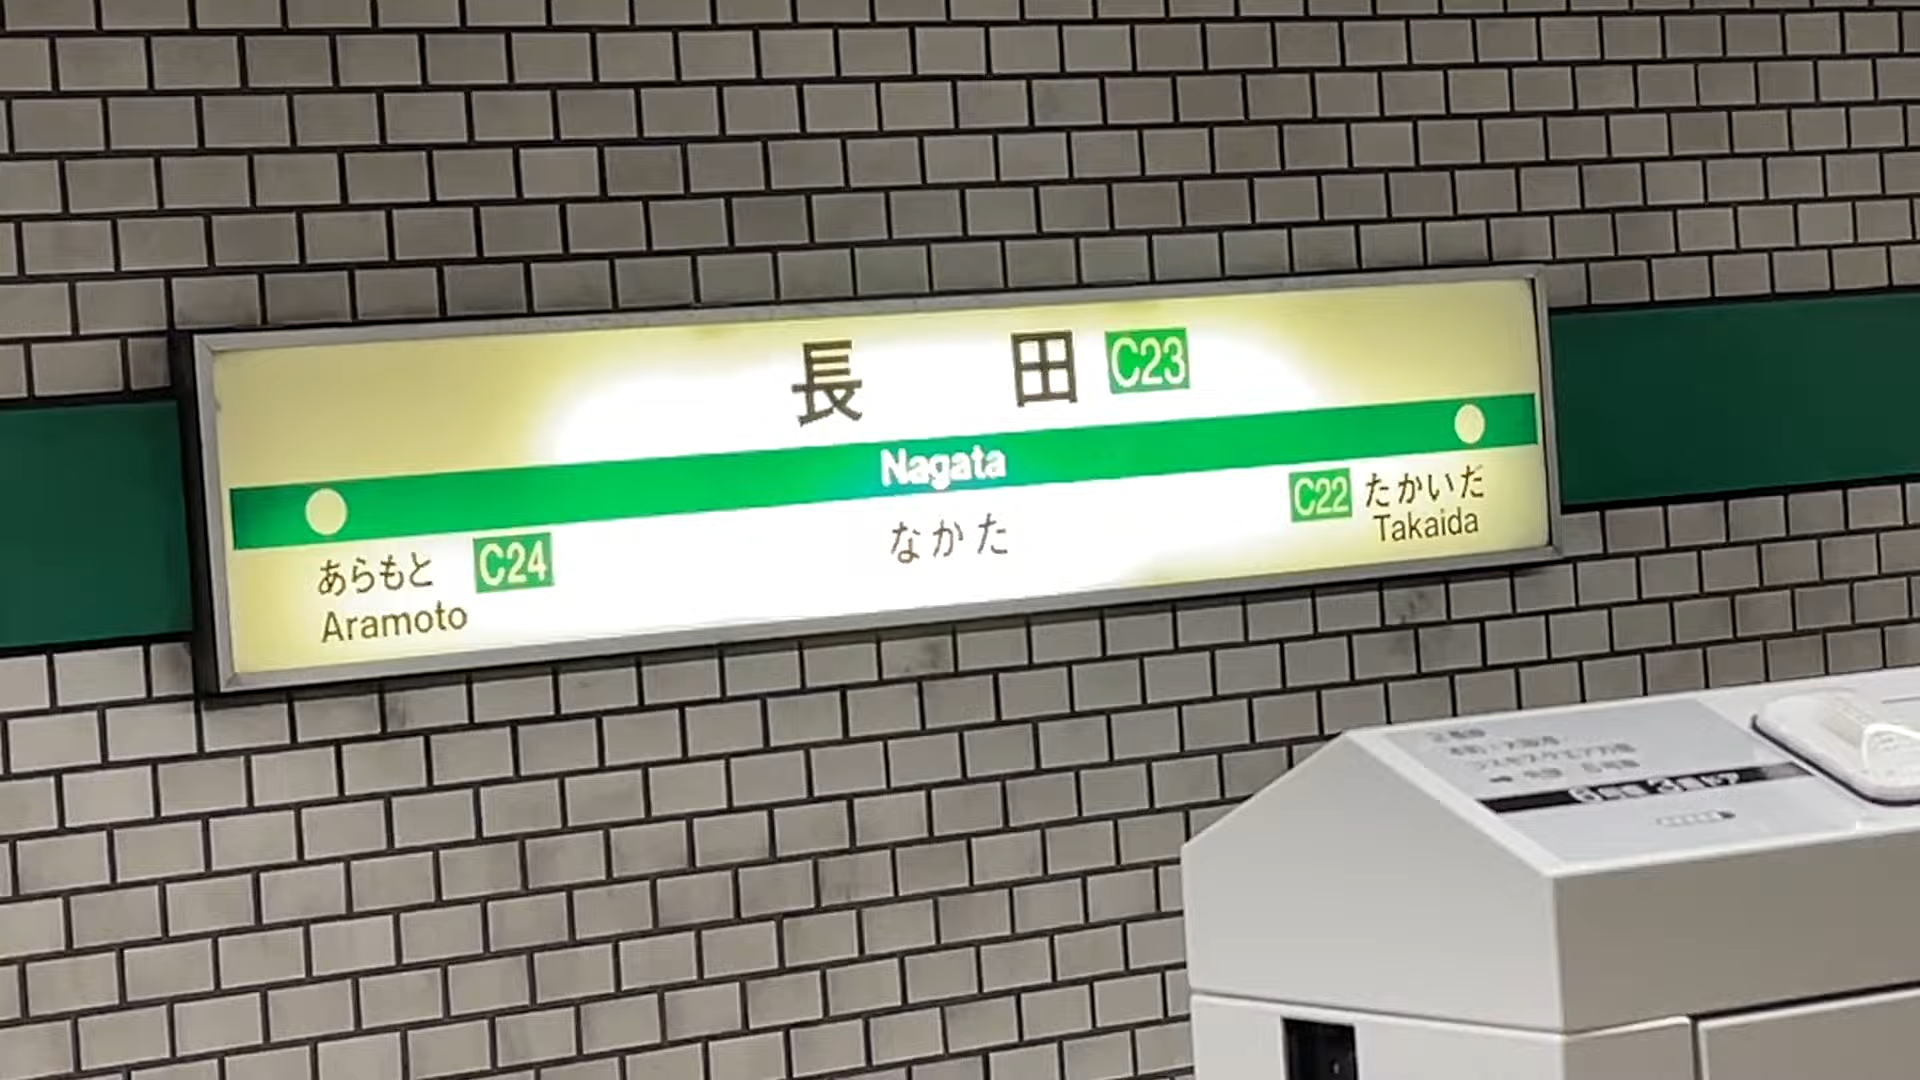 長田 C23
Nagata
なかた
あらもと C24
Aramoto
C22 たかいだ
Takaida